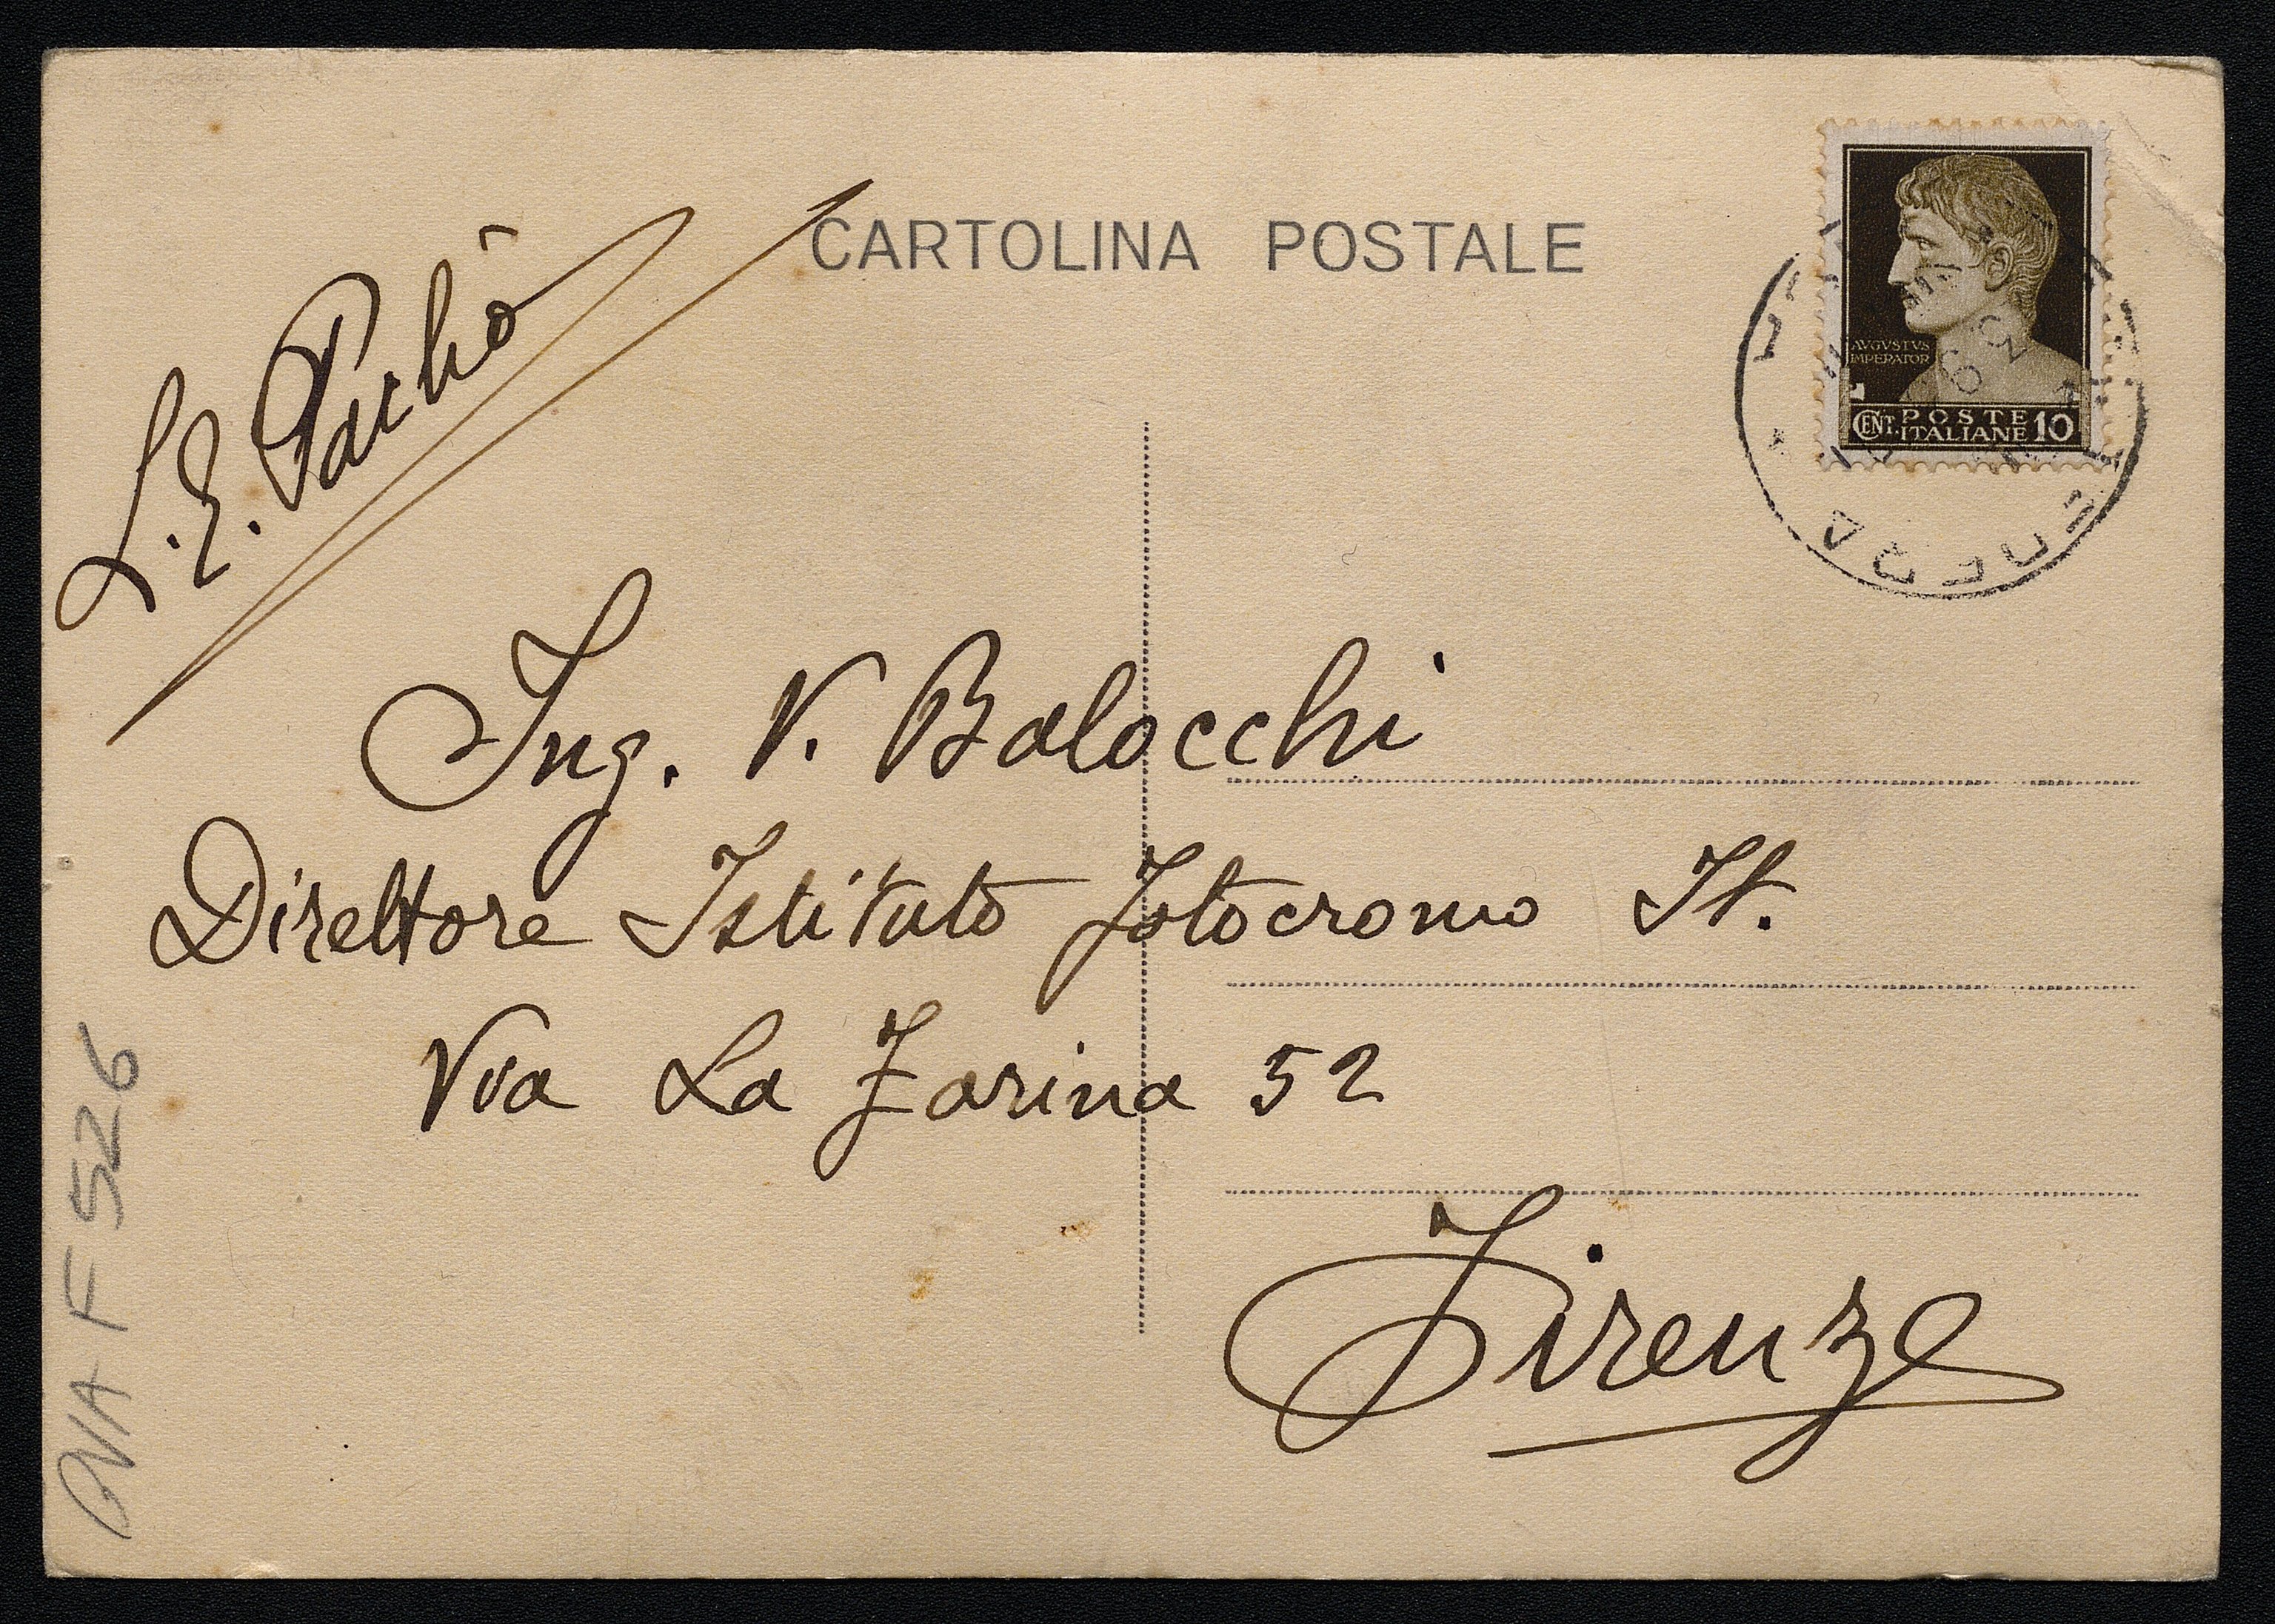 CARTOLINA POSTALE
L. E. Pachò
AVGVSTVS
IMPERATOR
CENT. POSTE ITALIANE 10
Ing. V. Balocchi
Direttore Istituto fotocromo It.
Via La Farina 52
Firenze
F 526